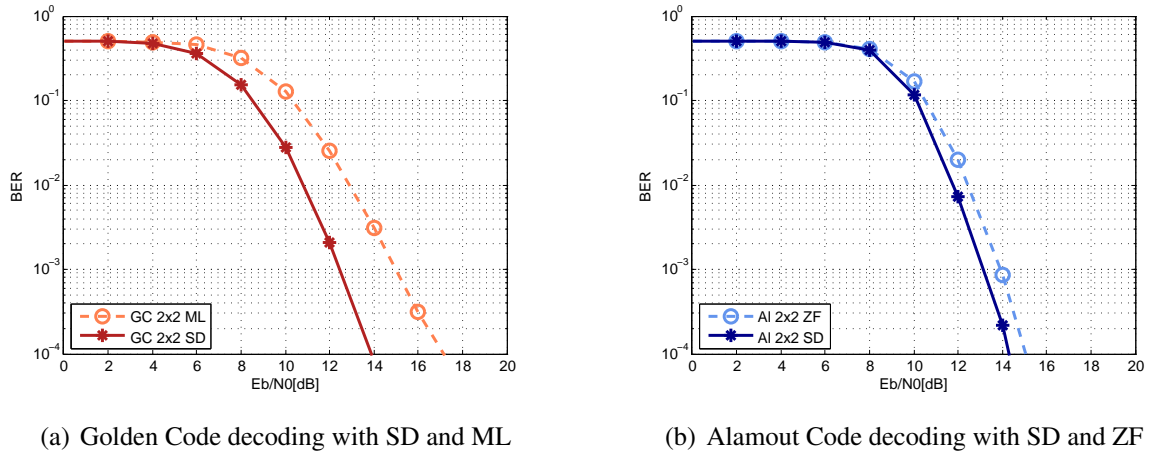 10^0
10^-1
10^-2
10^-3
10^-4
BER
0 2 4 6 8 10 12 14 16 18 20
Eb/N0[dB]
GC 2x2 ML
GC 2x2 SD
(a) Golden Code decoding with SD and ML
10^0
10^-1
10^-2
10^-3
10^-4
BER
0 2 4 6 8 10 12 14 16 18 20
Eb/N0[dB]
Al 2x2 ZF
Al 2x2 SD
(b) Alamout Code decoding with SD and ZF